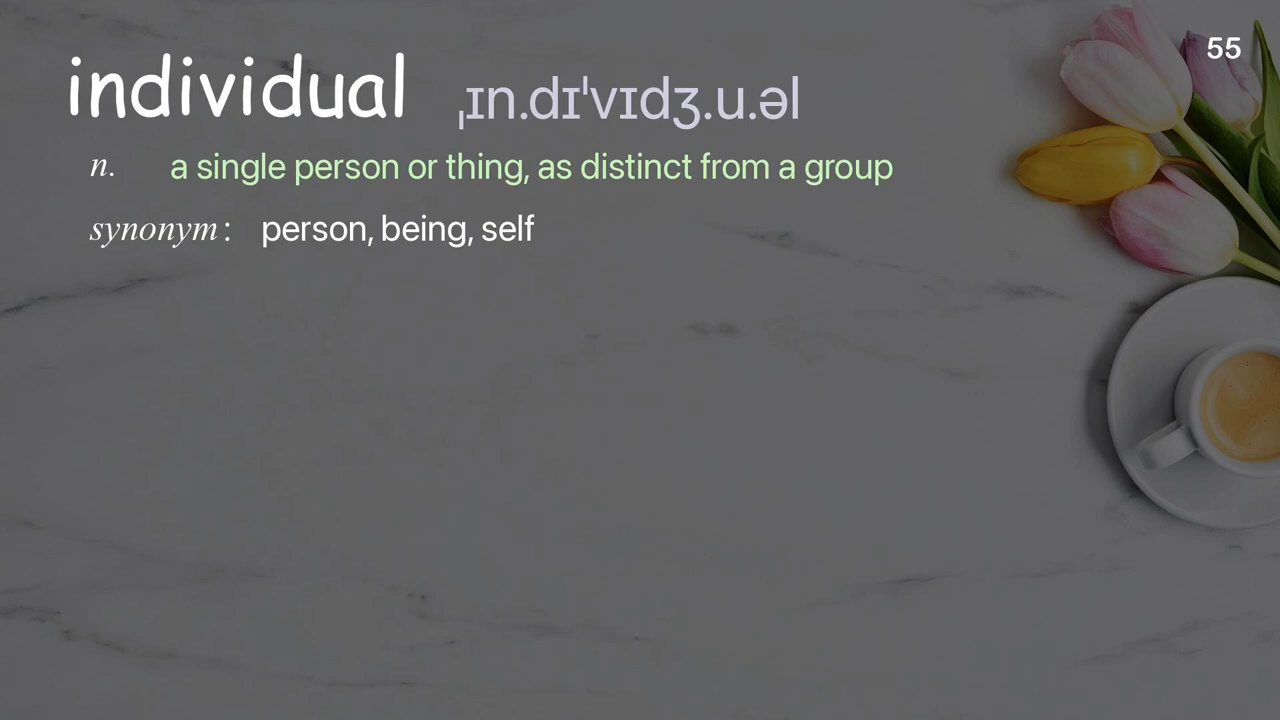 55
individual ˌɪn.dɪˈvɪdʒ.u.əl
n. a single person or thing, as distinct from a group
synonym: person, being, self